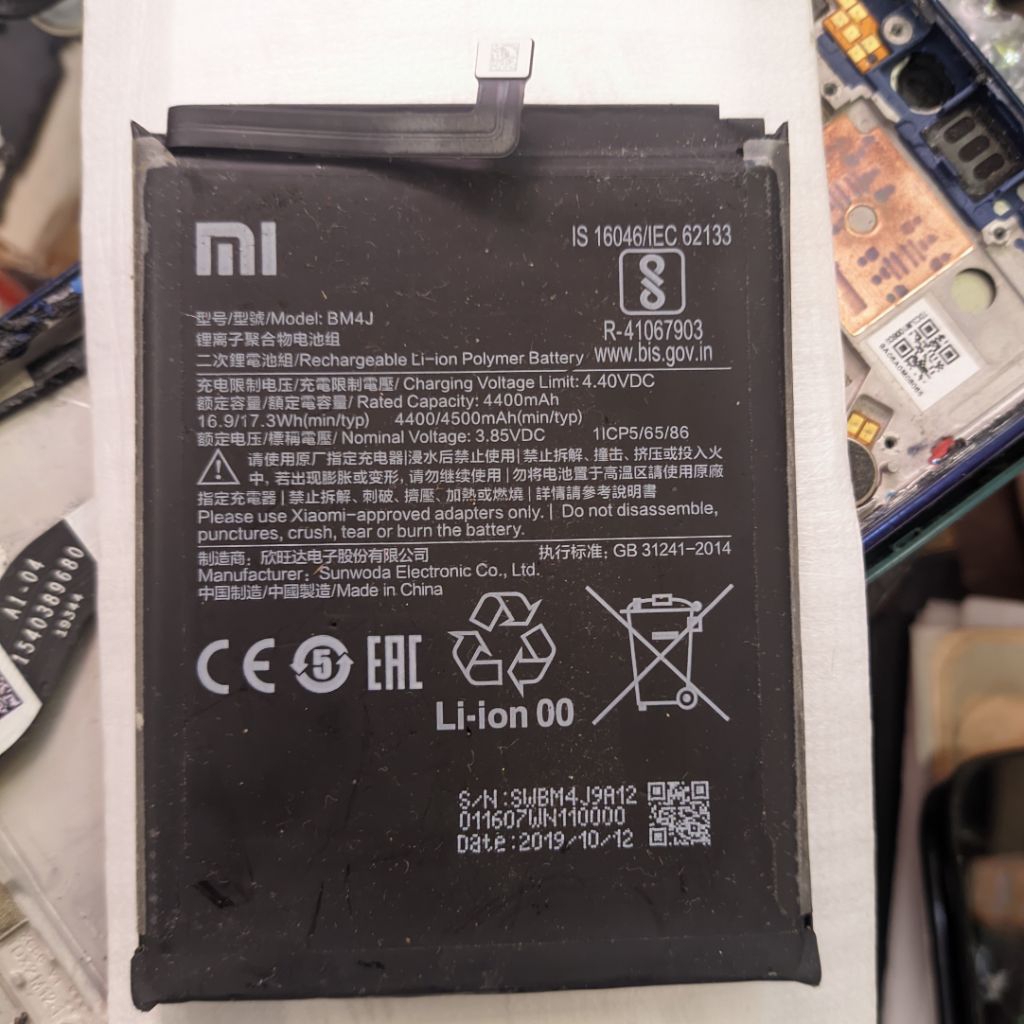 MI
IS 16046/IEC 62133
R-41067903
www.bis.gov.in
型号/型號/Model: BM4J
锂离子聚合物电池组
二次鋰電池組/Rechargeable Li-ion Polymer Battery
充电限制电压/充電限制電壓/ Charging Voltage Limit: 4.40VDC
额定容量/額定電容量/ Rated Capacity: 4400mAh
16.9/17.3Wh(min/typ) 4400/4500mAh(min/typ)
额定电压/標稱電壓/ Nominal Voltage: 3.85VDC 1ICP5/65/86
请使用原厂指定充电器|浸水后禁止使用|禁止拆解、撞击、挤压或投入火
中，若出现膨胀或变形，请勿继续使用|勿将电池置于高温区請使用原廠
指定充電器|禁止拆解、刺破、擠壓、加熱或燃燒|詳情請參考說明書
Please use Xiaomi-approved adapters only. | Do not disassemble,
punctures, crush, tear or burn the battery.
制造商：欣旺达电子股份有限公司 执行标准：GB 31241-2014
Manufacturer: Sunwoda Electronic Co., Ltd.
中国制造/中國製造/Made in China
CE 5 EAC
Li-ion 00
S/N:SWBM4J9A12
011607WN110000
Date:2019/10/12
A1-04
1540389680
19344